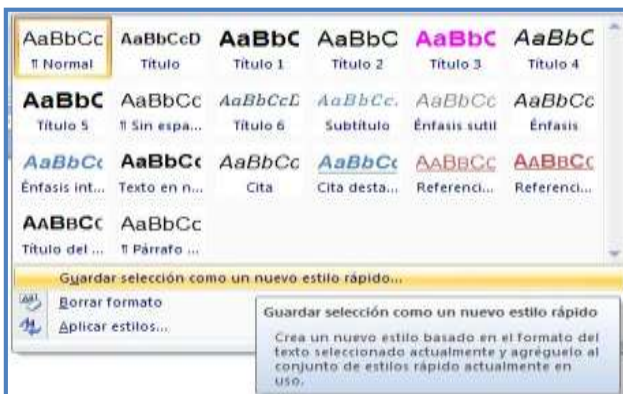 AaBbCc AaBbCcD AaBbC AaBbC AaBbC AaBbC
¶ Normal Título Título 1 Título 2 Título 3 Título 4
AaBbC AaBbCc AaBbCcD AaBbCc. AaBbCc AaBbCc
Título 5 ¶ Sin espa... Título 6 Subtítulo Énfasis sutil Énfasis
AaBbCc AaBbCc AaBbCc AaBbCc AaBbCc AaBbCc
Énfasis int... Texto en n... Cita Cita desta... Referenci... Referenci...
AaBbCc AaBbCc
Título del ... ¶ Párrafo ...
Guardar selección como un nuevo estilo rápido...
Borrar formato
Aplicar estilos...
Guardar selección como un nuevo estilo rápido
Crea un nuevo estilo basado en el formato del
texto seleccionado actualmente y agréguelo al
conjunto de estilos rápido actualmente en
uso.